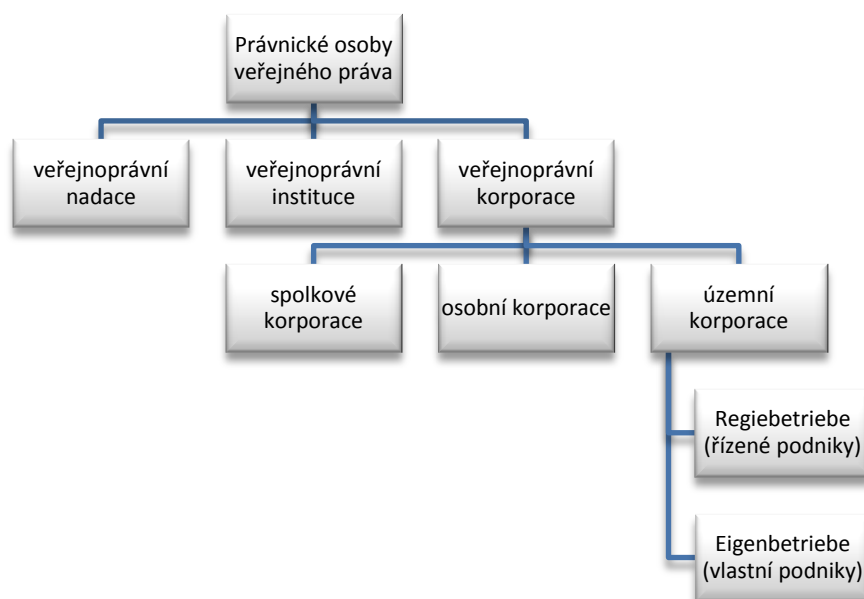 Právnické osoby
veřejného práva
veřejnoprávní
nadace
veřejnoprávní
instituce
veřejnoprávní
korporace
spolkové
korporace
osobní korporace
územní
korporace
Regiebetriebe
(řízené podniky)
Eigenbetriebe
(vlastní podniky)